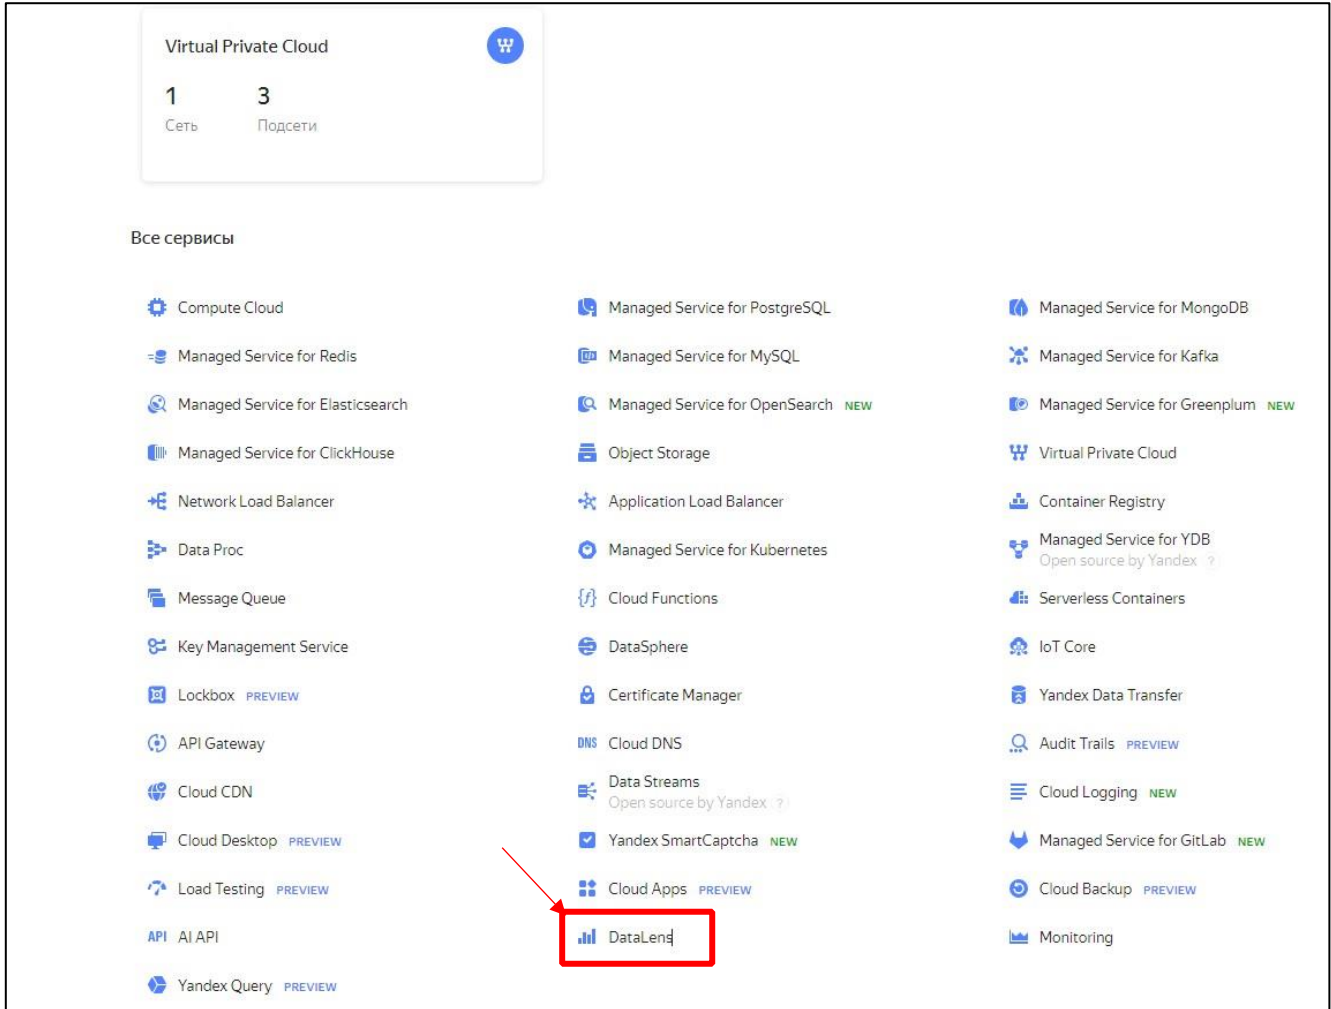 Virtual Private Cloud
1 3
Сеть Подсети
Все сервисы
Compute Cloud
Managed Service for PostgreSQL
Managed Service for MongoDB
Managed Service for Redis
Managed Service for MySQL
Managed Service for Kafka
Managed Service for Elasticsearch
Managed Service for OpenSearch NEW
Managed Service for Greenplum NEW
Managed Service for ClickHouse
Object Storage
Virtual Private Cloud
Network Load Balancer
Application Load Balancer
Container Registry
Data Proc
Managed Service for Kubernetes
Managed Service for YDB
Open source by Yandex ?
Message Queue
{f} Cloud Functions
Serverless Containers
Key Management Service
DataSphere
IoT Core
Lockbox PREVIEW
Certificate Manager
Yandex Data Transfer
API Gateway
DNS Cloud DNS
Audit Trails PREVIEW
Cloud CDN
Data Streams
Open source by Yandex ?
Cloud Logging NEW
Cloud Desktop PREVIEW
Yandex SmartCaptcha NEW
Managed Service for GitLab NEW
Load Testing PREVIEW
Cloud Apps PREVIEW
Cloud Backup PREVIEW
API AI API
DataLens
Monitoring
Yandex Query PREVIEW